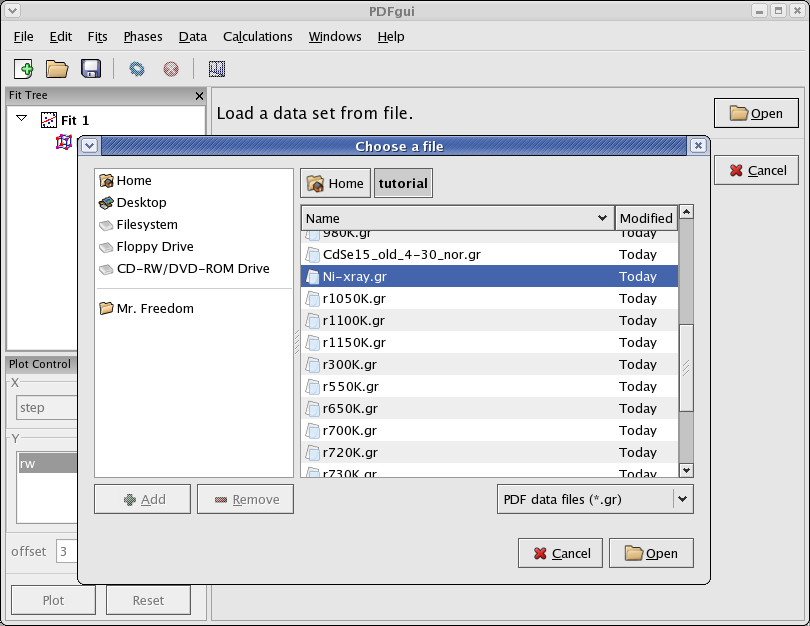 PDFgui
File Edit Fits Phases Data Calculations Windows Help
Fit Tree
Fit 1
Load a data set from file.
Open
Cancel
Choose a file
Home
Desktop
Filesystem
Floppy Drive
CD-RW/DVD-ROM Drive
Mr. Freedom
Home tutorial
Name Modified
980K.gr Today
CdSe15_old_4-30_nor.gr Today
Ni-xray.gr Today
r1050K.gr Today
r1100K.gr Today
r1150K.gr Today
r300K.gr Today
r550K.gr Today
r650K.gr Today
r700K.gr Today
r720K.gr Today
r730K.gr Today
Add Remove
PDF data files (*.gr)
Cancel Open
Plot Control
X
step
Y
rw
offset 3
Plot Reset